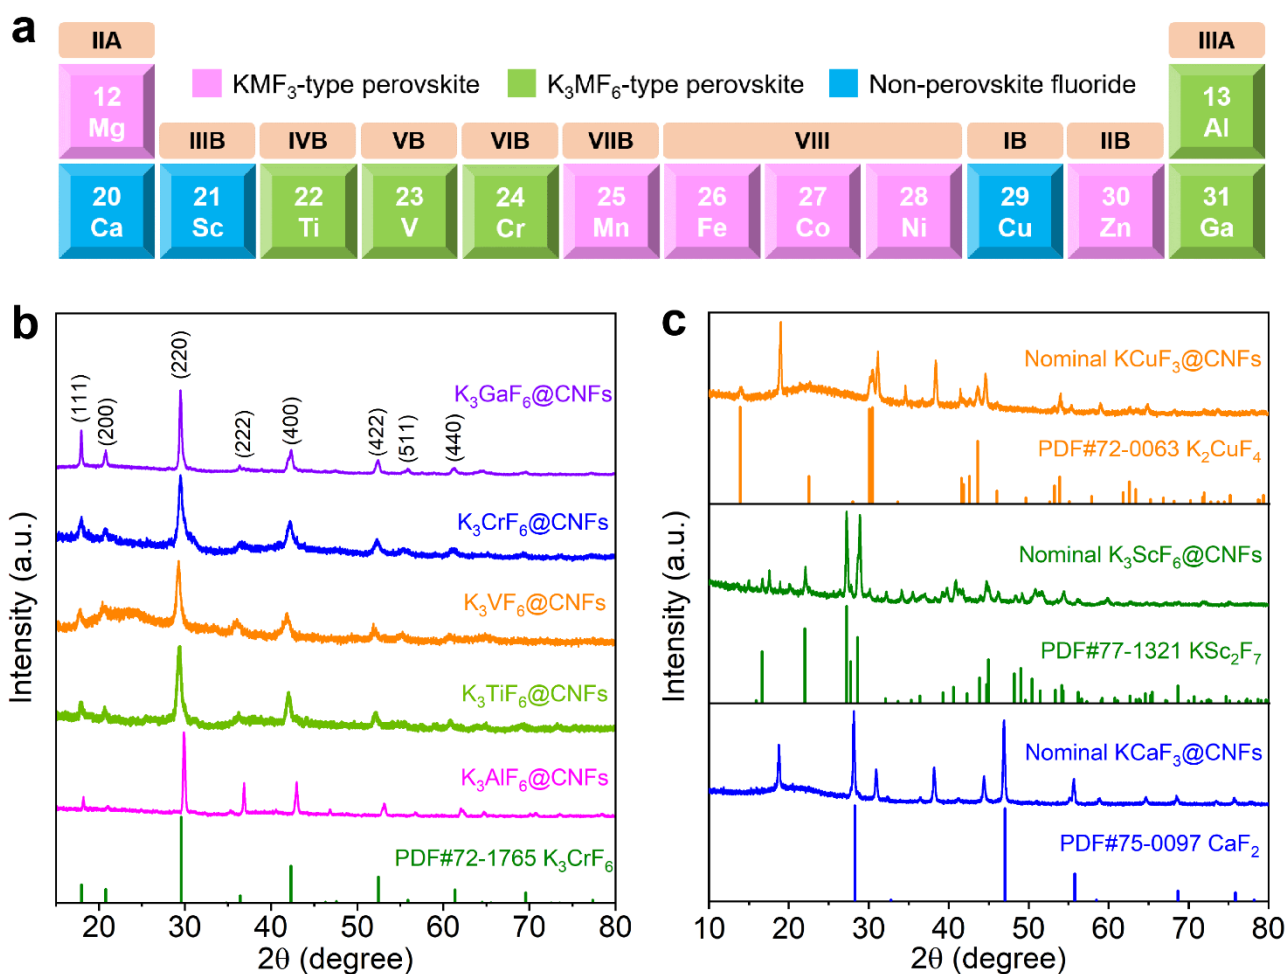 a
IIA
IIIA
KMF₃-type perovskite
K₃MF₆-type perovskite
Non-perovskite fluoride
12
Mg
13
Al
IIIB
IVB
VB
VIB
VIIB
VIII
IB
IIB
20
Ca
21
Sc
22
Ti
23
V
24
Cr
25
Mn
26
Fe
27
Co
28
Ni
29
Cu
30
Zn
31
Ga
b
Intensity (a.u.)
(111)
(200)
(220)
(222)
(400)
(422)
(511)
(440)
K₃GaF₆@CNFs
K₃CrF₆@CNFs
K₃VF₆@CNFs
K₃TiF₆@CNFs
K₃AlF₆@CNFs
PDF#72-1765 K₃CrF₆
20 30 40 50 60 70 80
2θ (degree)
c
Intensity (a.u.)
Nominal KCuF₃@CNFs
PDF#72-0063 K₂CuF₄
Nominal K₃ScF₆@CNFs
PDF#77-1321 KSc₂F₇
Nominal KCaF₃@CNFs
PDF#75-0097 CaF₂
10 20 30 40 50 60 70 80
2θ (degree)